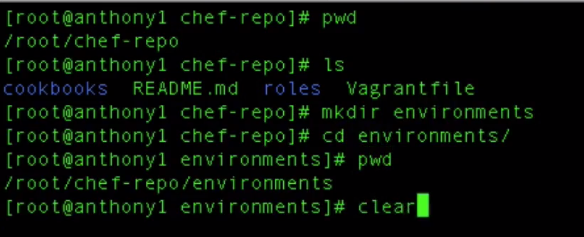 [root@anthony1 chef-repo]# pwd
/root/chef-repo
[root@anthony1 chef-repo]# ls
cookbooks  README.md  roles  Vagrantfile
[root@anthony1 chef-repo]# mkdir environments
[root@anthony1 chef-repo]# cd environments/
[root@anthony1 environments]# pwd
/root/chef-repo/environments
[root@anthony1 environments]# clear